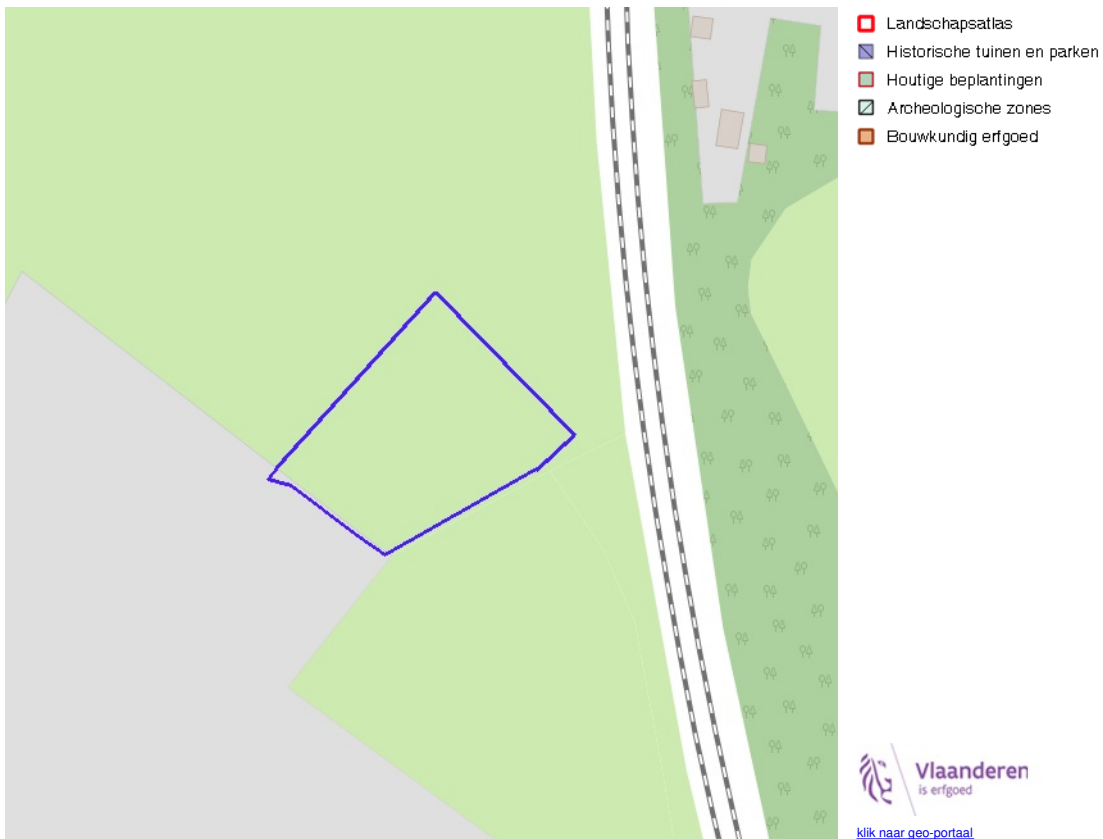 Landschapsatlas
Historische tuinen en parken
Houtige beplantingen
Archeologische zones
Bouwkundig erfgoed
Vlaanderen
is erfgoed
klik naar geo-portaal